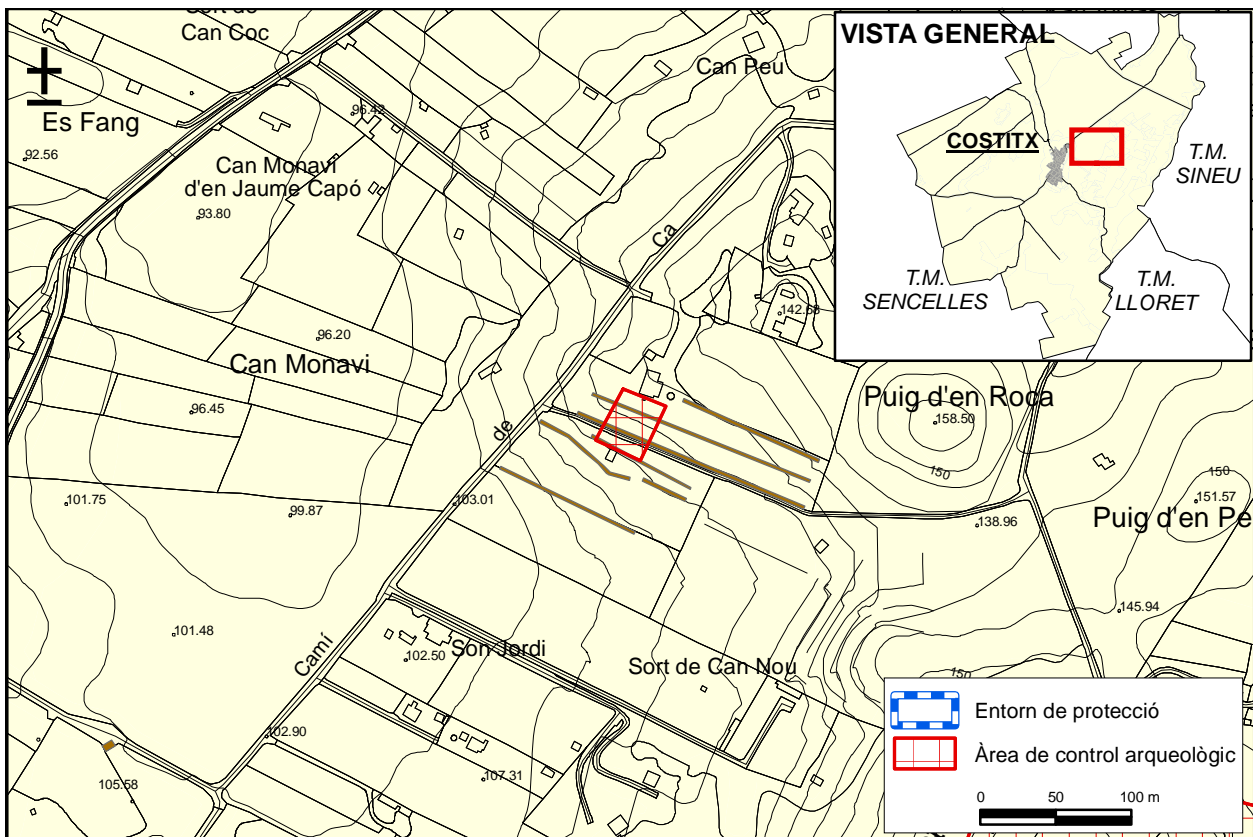 Can Coc
Es Fang
92.56
96.42
Can Monaví
d'en Jaume Capó
93.80
Can Peu
Ca
142.68
96.20
Can Monavi
96.45
de
101.75
99.87
103.01
Puig d'en Roca
158.50
150
150
151.57
138.96
Puig d'en Pe
145.94
101.48
Camí
102.50
Son Jordi
Sort de Can Nou
150
102.90
105.58
107.31
VISTA GENERAL
COSTITX
T.M.
SINEU
T.M.
SENCELLES
T.M.
LLORET
Entorn de protecció
Àrea de control arqueològic
0 50 100 m